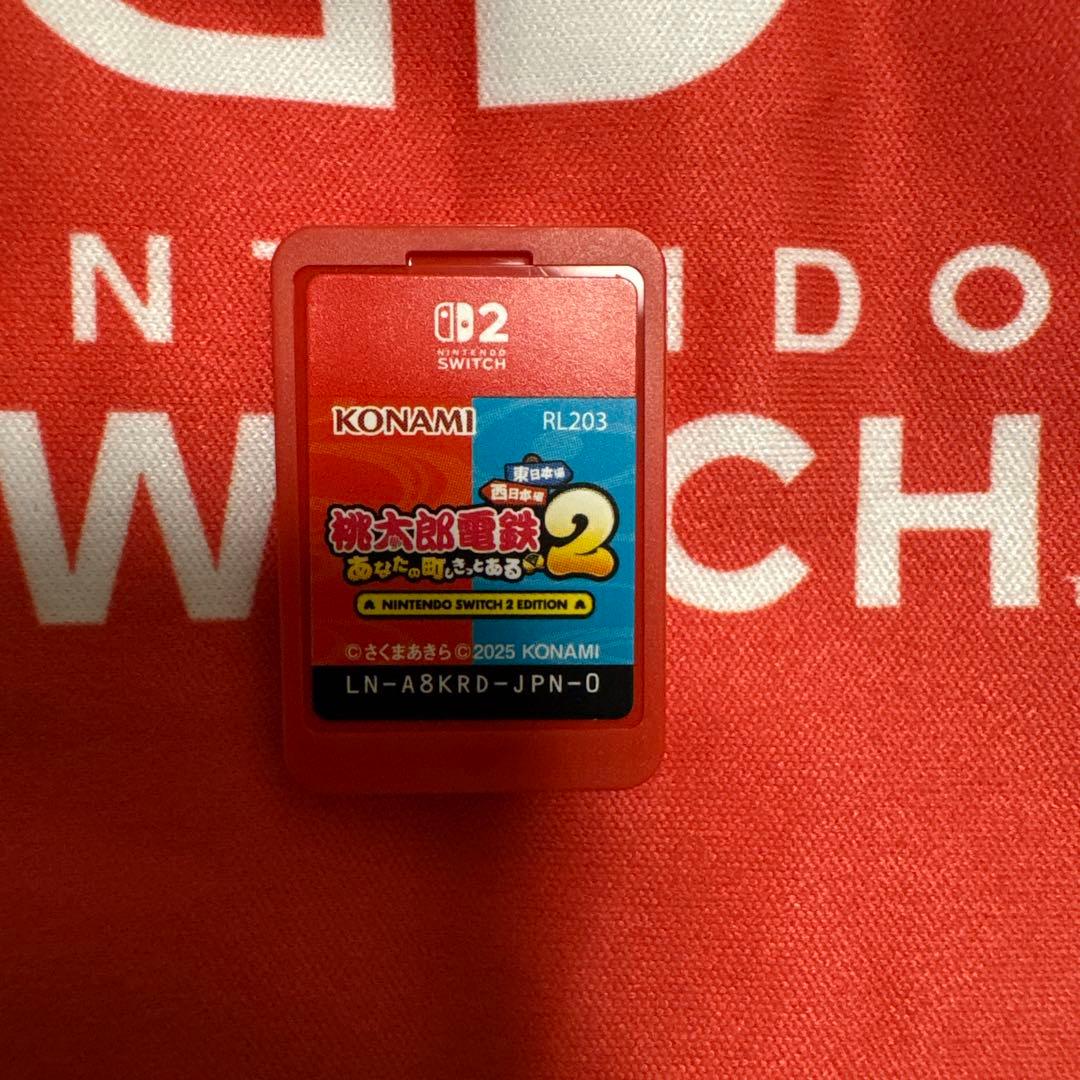 NINTENDO
SWITCH
2
NINTENDO
SWITCH
KONAMI
RL203
東日本編
西日本編
桃太郎電鉄2
あなたの町も きっとある
NINTENDO SWITCH 2 EDITION
©さくまあきら©2025 KONAMI
LN-A8KRD-JPN-0